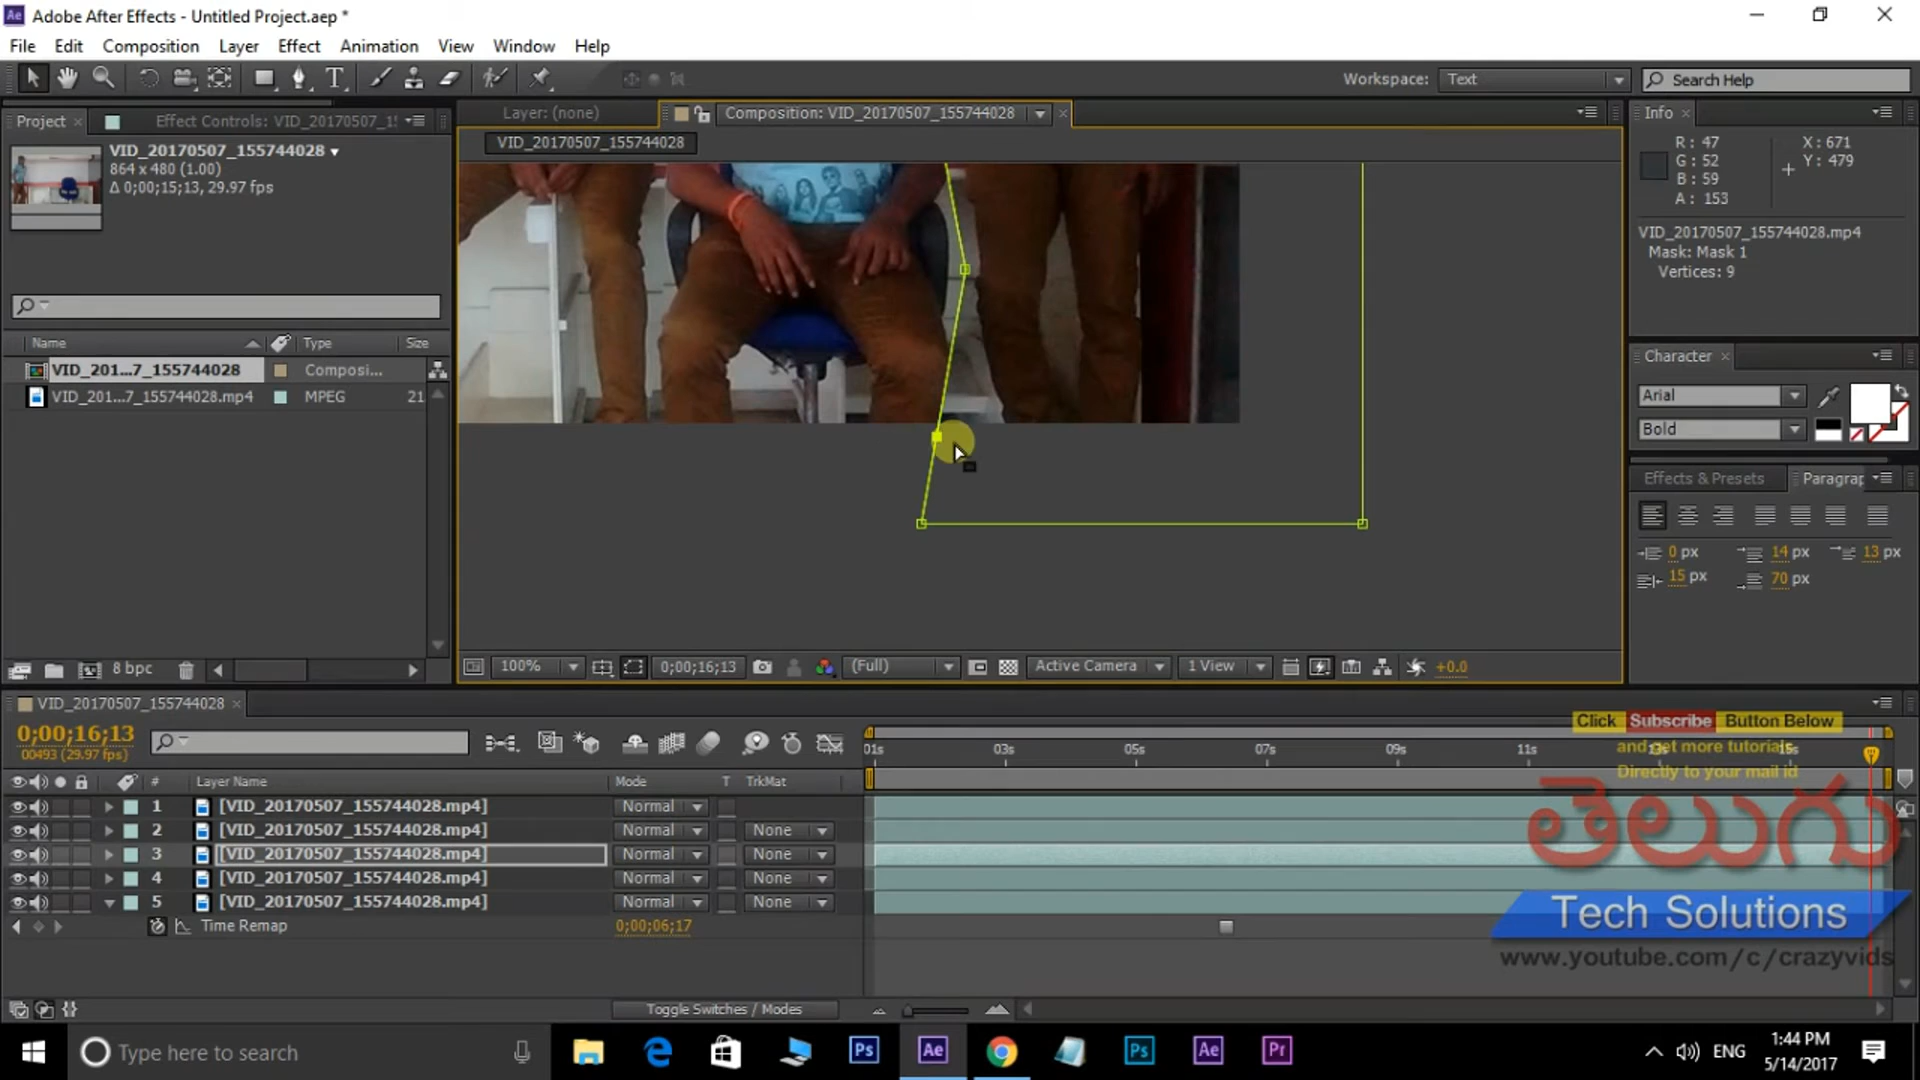 Adobe After Effects - Untitled Project.aep *
File Edit Composition Layer Effect Animation View Window Help
Workspace: Text Search Help
Project Effect Controls: VID_20170507_1!
VID_20170507_155744028
864 x 480 (1.00)
Δ 0;00;15;13, 29.97 fps
Name Type Size
VID_201...7_155744028 Composi...
VID_201...7_155744028.mp4 MPEG 21
8 bpc
Layer: (none) Composition: VID_20170507_155744028
VID_20170507_155744028
100% 0;00;16;13 (Full) Active Camera 1 View +0.0
Info
R: 47 X: 671
G: 52 Y: 479
B: 59
A: 153
VID_20170507_155744028.mp4
Mask: Mask 1
Vertices: 9
Character
Arial
Bold
Effects & Presets Paragrap
0 px 14 px 13 px
15 px 70 px
VID_20170507_155744028
0;00;16;13
00493 (29.97 fps)
01s 03s 05s 07s 09s 11s 13s 15s
# Layer Name Mode T TrkMat
1 [VID_20170507_155744028.mp4] Normal
2 [VID_20170507_155744028.mp4] Normal None
3 [VID_20170507_155744028.mp4] Normal None
4 [VID_20170507_155744028.mp4] Normal None
5 [VID_20170507_155744028.mp4] Normal None
Time Remap 0;00;06;17
Toggle Switches / Modes
Click Subscribe Button Below
and get more tutorials
Directly to your mail id
తెలుగు
Tech Solutions
www.youtube.com/c/crazyvids
Type here to search
Ps Ae Ps Ae Pr
ENG 1:44 PM
5/14/2017